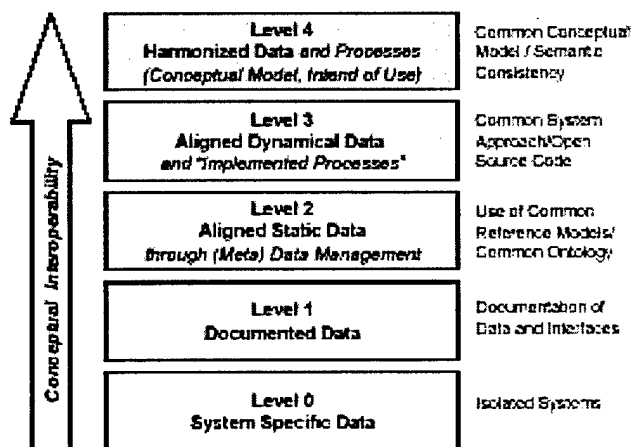 Level 4
Harmonized Data and Processes
(Conceptual Model, Intend of Use)
Common Conceptual
Model / Semantic
Consistency
Level 3
Aligned Dynamical Data
and "Implemented Processes"
Common System
Approach/Open
Source Code
Level 2
Aligned Static Data
through (Meta) Data Management
Use of Common
Reference Models/
Common Ontology
Level 1
Documented Data
Documentation of
Data and Interfaces
Level 0
System Specific Data
Isolated Systems
Conceptual Interoperability